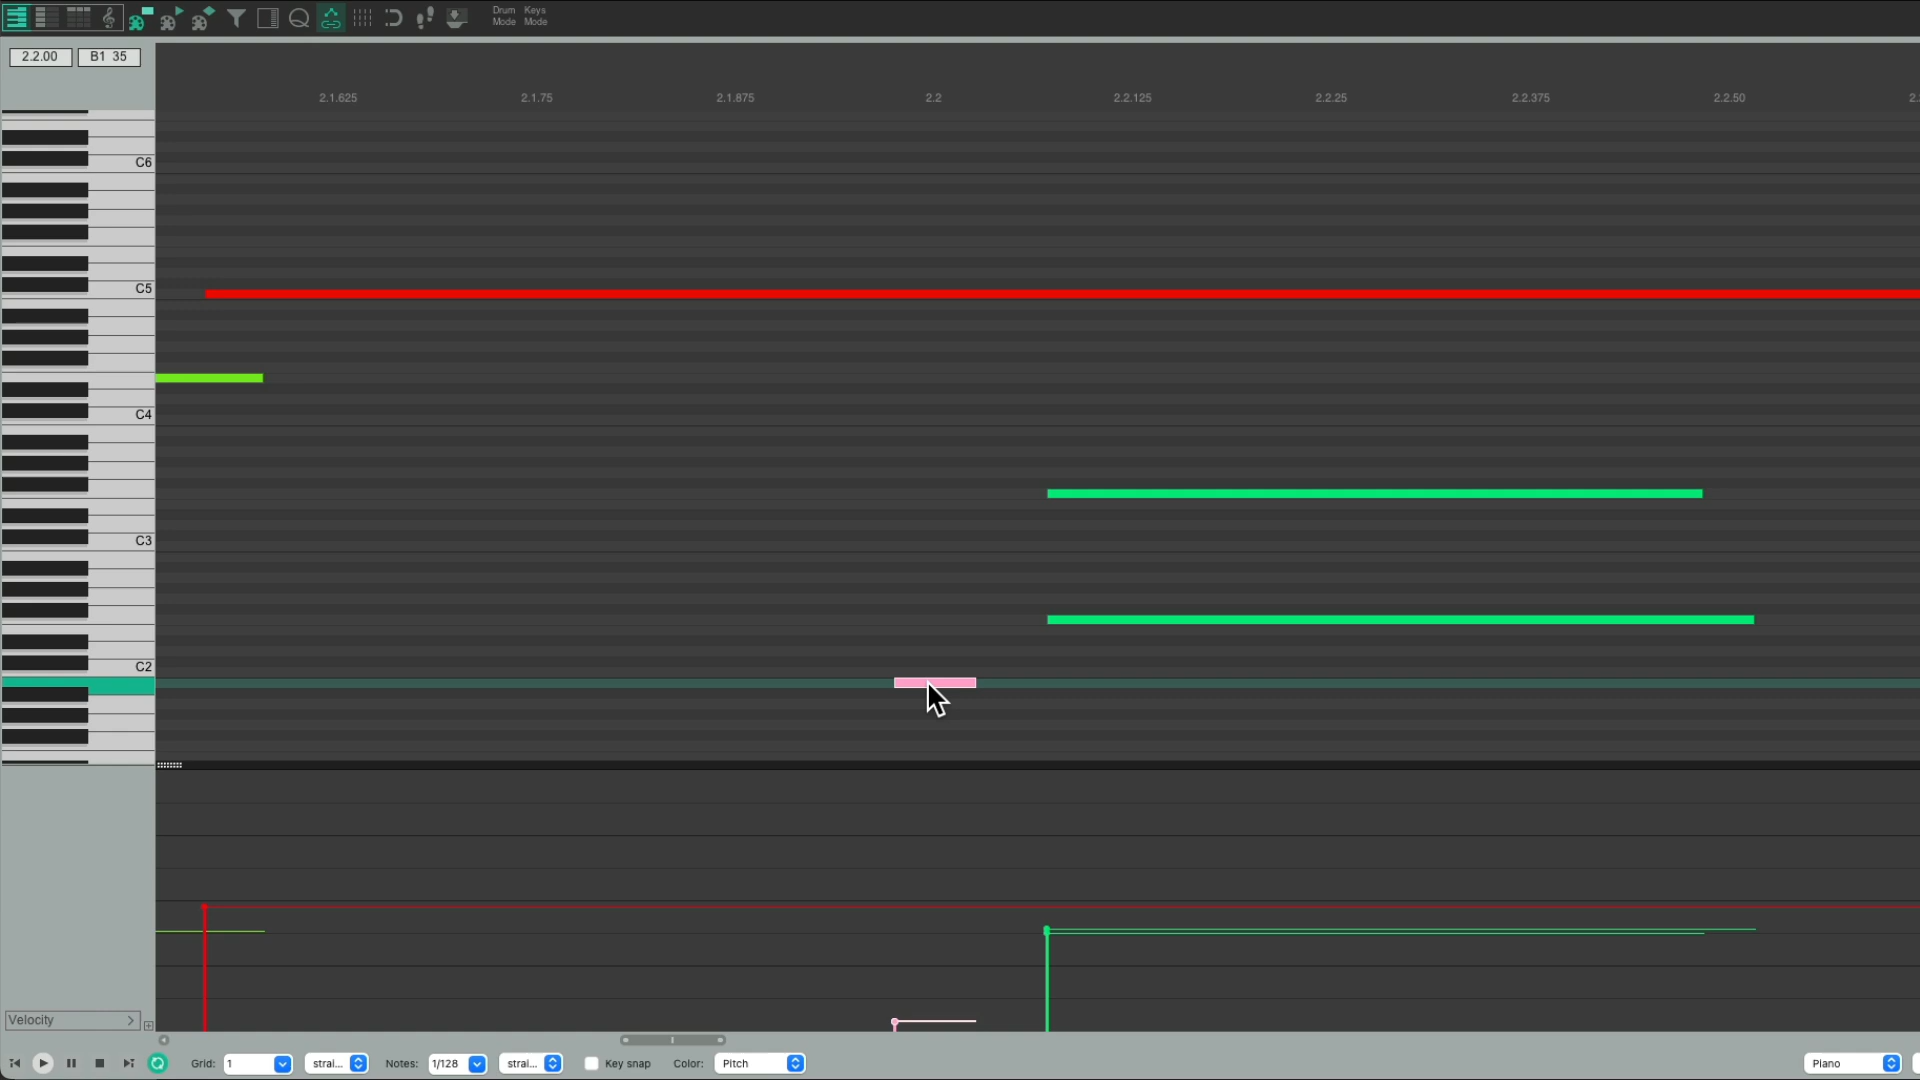 Drum Keys
Mode Mode
2.2.00 B1 35
2.1.625 2.1.75 2.1.875 2.2 2.2.125 2.2.25 2.2.375 2.2.50
C6
C5
C4
C3
C2
Velocity >
Grid: 1 strai... Notes: 1/128 strai... Key snap Color: Pitch Piano